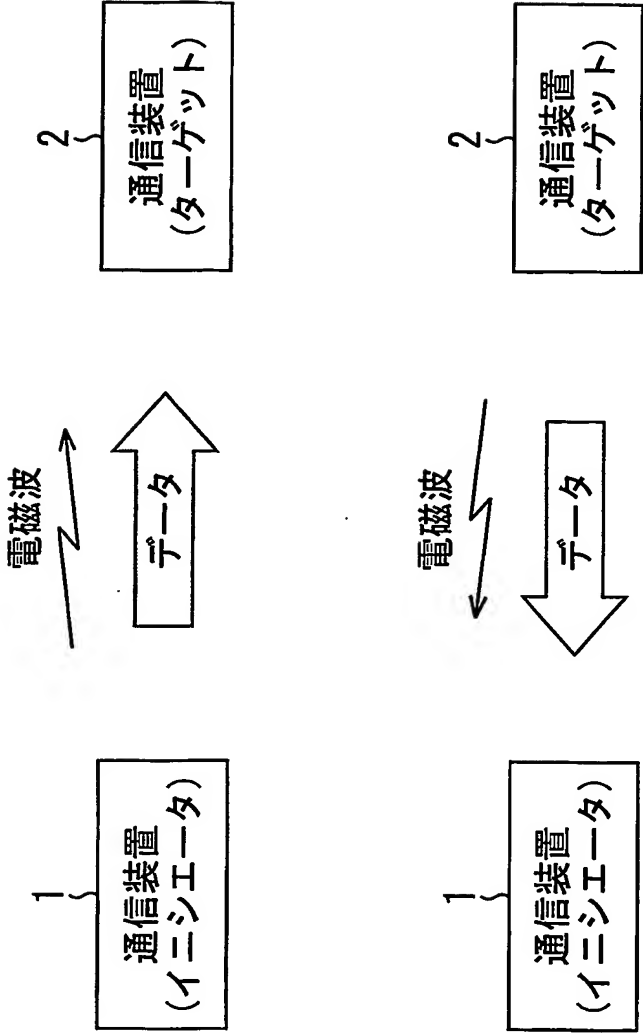 1
通信装置
(イニシエータ)
電磁波
データ
2
通信装置
(ターゲット)
1
通信装置
(イニシエータ)
電磁波
データ
2
通信装置
(ターゲット)